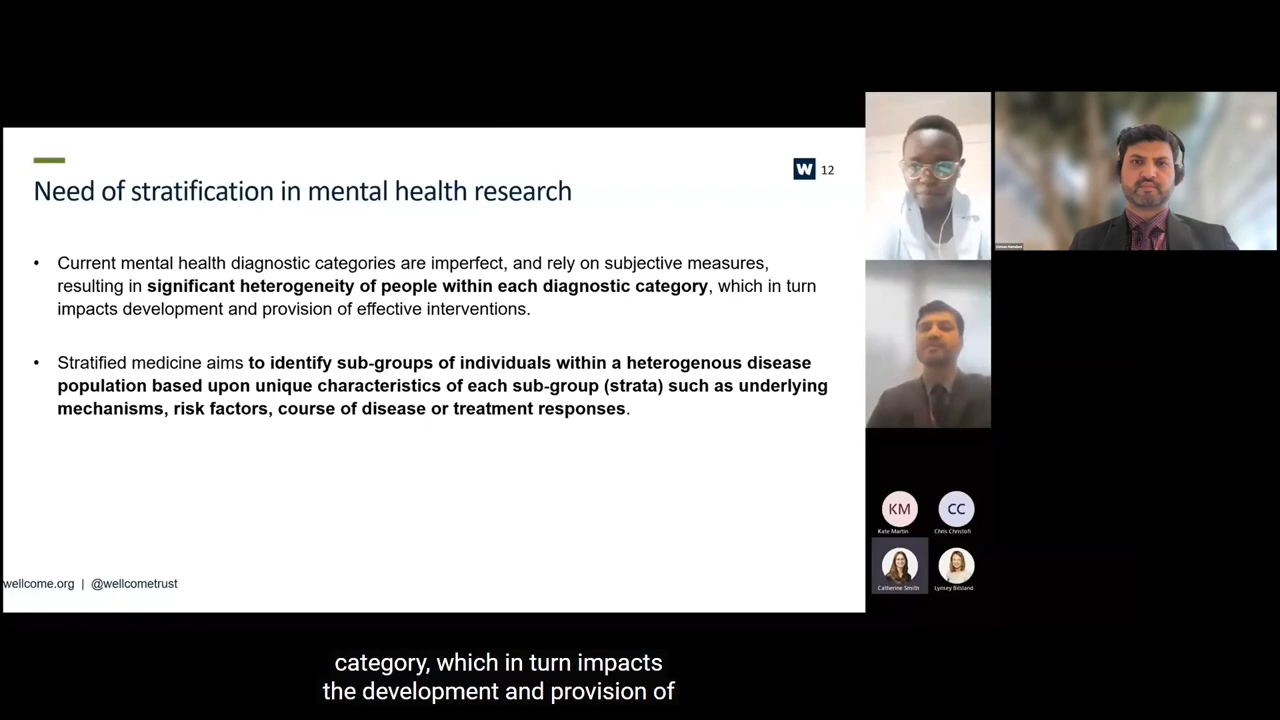 W 12
Need of stratification in mental health research
• Current mental health diagnostic categories are imperfect, and rely on subjective measures,
resulting in significant heterogeneity of people within each diagnostic category, which in turn
impacts development and provision of effective interventions.
• Stratified medicine aims to identify sub-groups of individuals within a heterogenous disease
population based upon unique characteristics of each sub-group (strata) such as underlying
mechanisms, risk factors, course of disease or treatment responses.
wellcome.org | @wellcometrust
KM
CC
Kate Martin
Chris Christofi
Catherine Smith
Lynsey Bilsland
category, which in turn impacts
the development and provision of